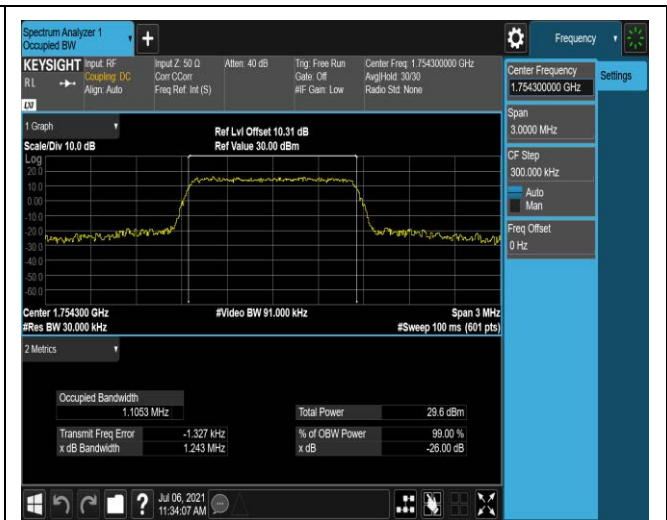 Spectrum Analyzer 1
Occupied BW
Frequency
KEYSIGHT
RL
LXI
Input: RF
Coupling: DC
Align: Auto
Input Z: 50 Ω
Corr CCorr
Freq Ref: Int (S)
Atten: 40 dB
Trig: Free Run
Gate: Off
#IF Gain: Low
Center Freq: 1.754300000 GHz
Avg|Hold: 30/30
Radio Std: None
Center Frequency
1.754300000 GHz
Settings
Span
3.0000 MHz
CF Step
300.000 kHz
Auto
Man
Freq Offset
0 Hz
1 Graph
Scale/Div 10.0 dB
Ref Lvl Offset 10.31 dB
Ref Value 30.00 dBm
Log
20.0
10.0
0.00
-10.0
-20.0
-30.0
-40.0
-50.0
-60.0
Center 1.754300 GHz
#Video BW 91.000 kHz
Span 3 MHz
#Res BW 30.000 kHz
#Sweep 100 ms (601 pts)
2 Metrics
Occupied Bandwidth
1.1053 MHz
Total Power 29.6 dBm
Transmit Freq Error -1.327 kHz
% of OBW Power 99.00 %
x dB Bandwidth 1.243 MHz
x dB -26.00 dB
?
Jul 06, 2021
11:34:07 AM